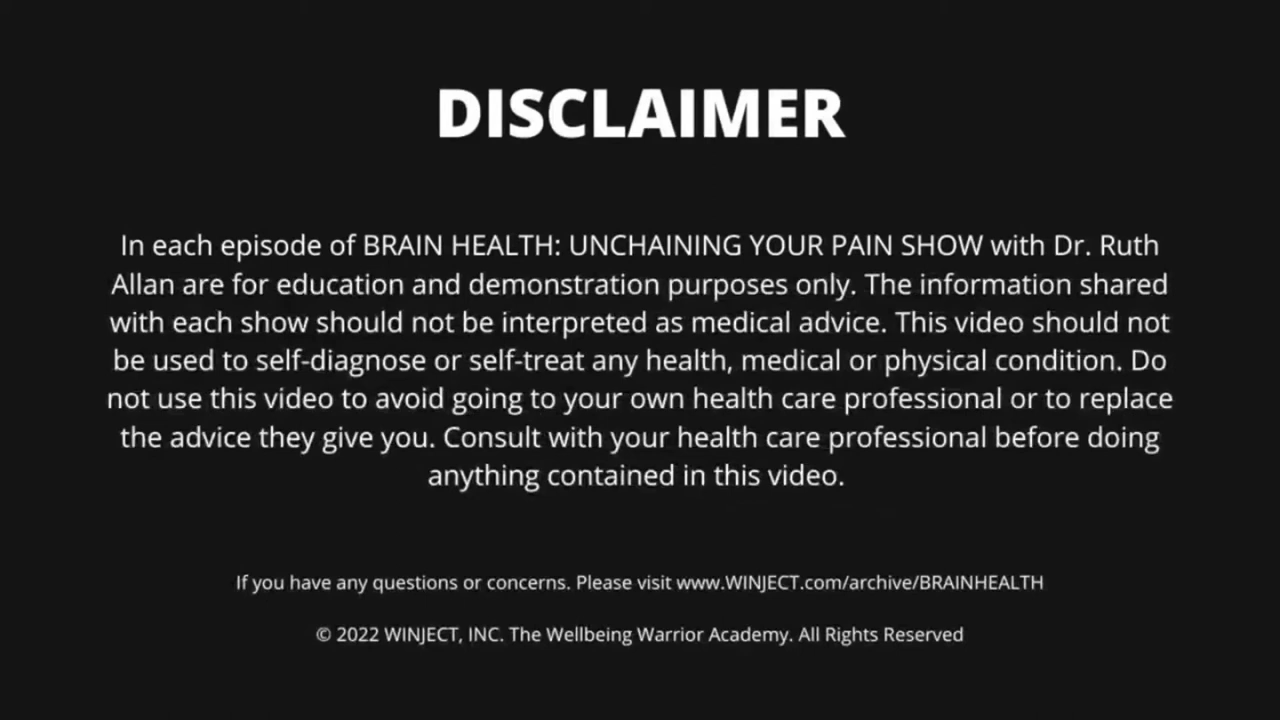 DISCLAIMER
In each episode of BRAIN HEALTH: UNCHAINING YOUR PAIN SHOW with Dr. Ruth
Allan are for education and demonstration purposes only. The information shared
with each show should not be interpreted as medical advice. This video should not
be used to self-diagnose or self-treat any health, medical or physical condition. Do
not use this video to avoid going to your own health care professional or to replace
the advice they give you. Consult with your health care professional before doing
anything contained in this video.
If you have any questions or concerns. Please visit www.WINJECT.com/archive/BRAINHEALTH
© 2022 WINJECT, INC. The Wellbeing Warrior Academy. All Rights Reserved